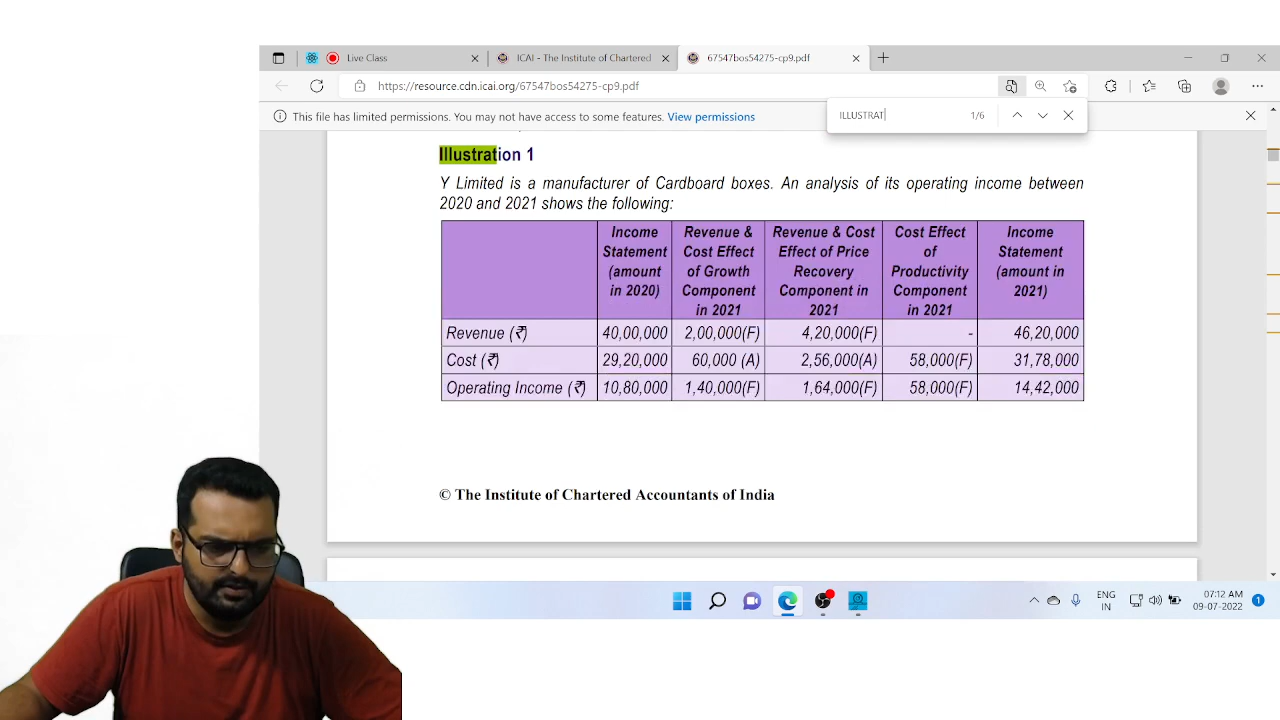 Live Class
ICAI - The Institute of Chartered
67547bos54275-cp9.pdf
https://resource.cdn.icai.org/67547bos54275-cp9.pdf
This file has limited permissions. You may not have access to some features. View permissions
ILLUSTRAT 1/6
Illustration 1
Y Limited is a manufacturer of Cardboard boxes. An analysis of its operating income between
2020 and 2021 shows the following:
Income Statement (amount in 2020) Revenue & Cost Effect of Growth Component in 2021 Revenue & Cost Effect of Price Recovery Component in 2021 Cost Effect of Productivity Component in 2021 Income Statement (amount in 2021)
Revenue (₹) 40,00,000 2,00,000(F) 4,20,000(F) - 46,20,000
Cost (₹) 29,20,000 60,000 (A) 2,56,000(A) 58,000(F) 31,78,000
Operating Income (₹) 10,80,000 1,40,000(F) 1,64,000(F) 58,000(F) 14,42,000
© The Institute of Chartered Accountants of India
ENG
IN
07:12 AM
09-07-2022
1